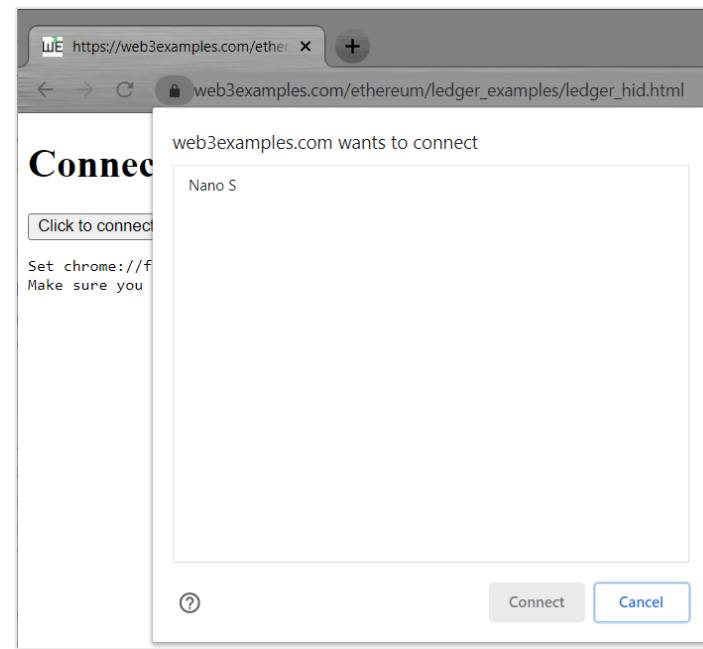 WE https://web3examples.com/ether
web3examples.com/ethereum/ledger_examples/ledger_hid.html
web3examples.com wants to connect
Connec
Nano S
Click to connect
Set chrome://f
Make sure you
Connect
Cancel